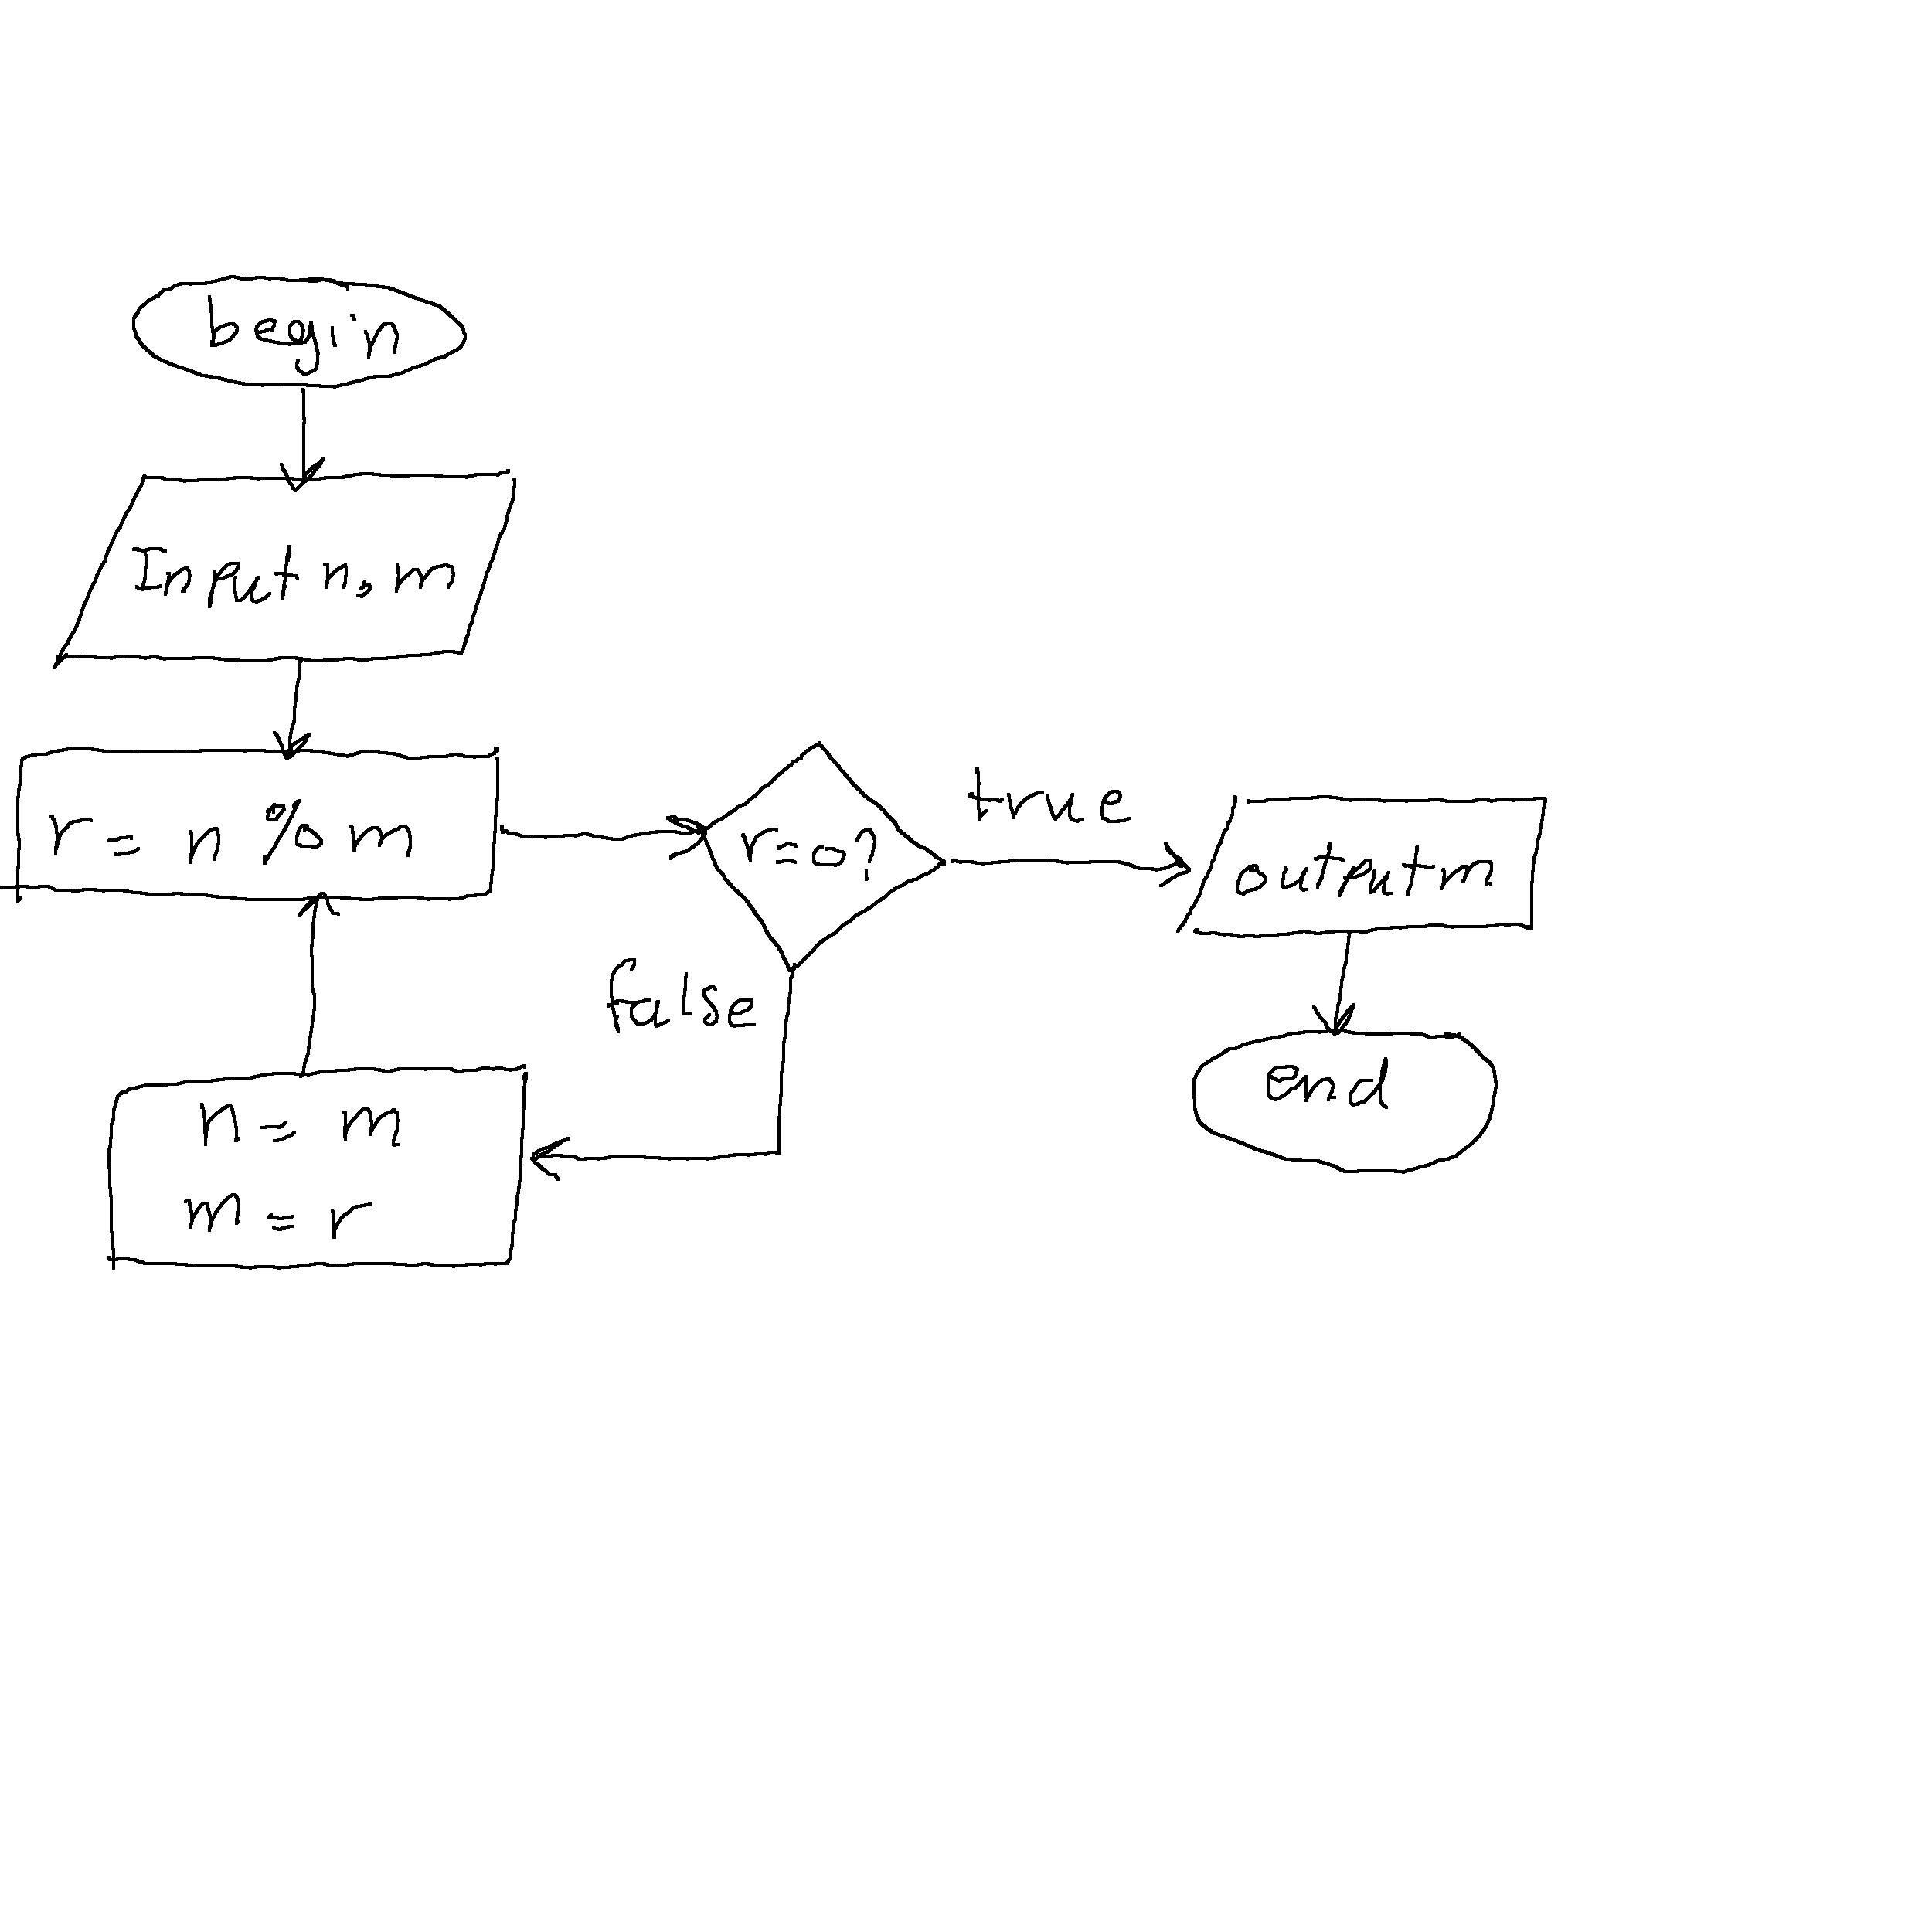 begin
Input n, m
r = n % m
r = 0?
true
output m
false
n = m
m = r
end